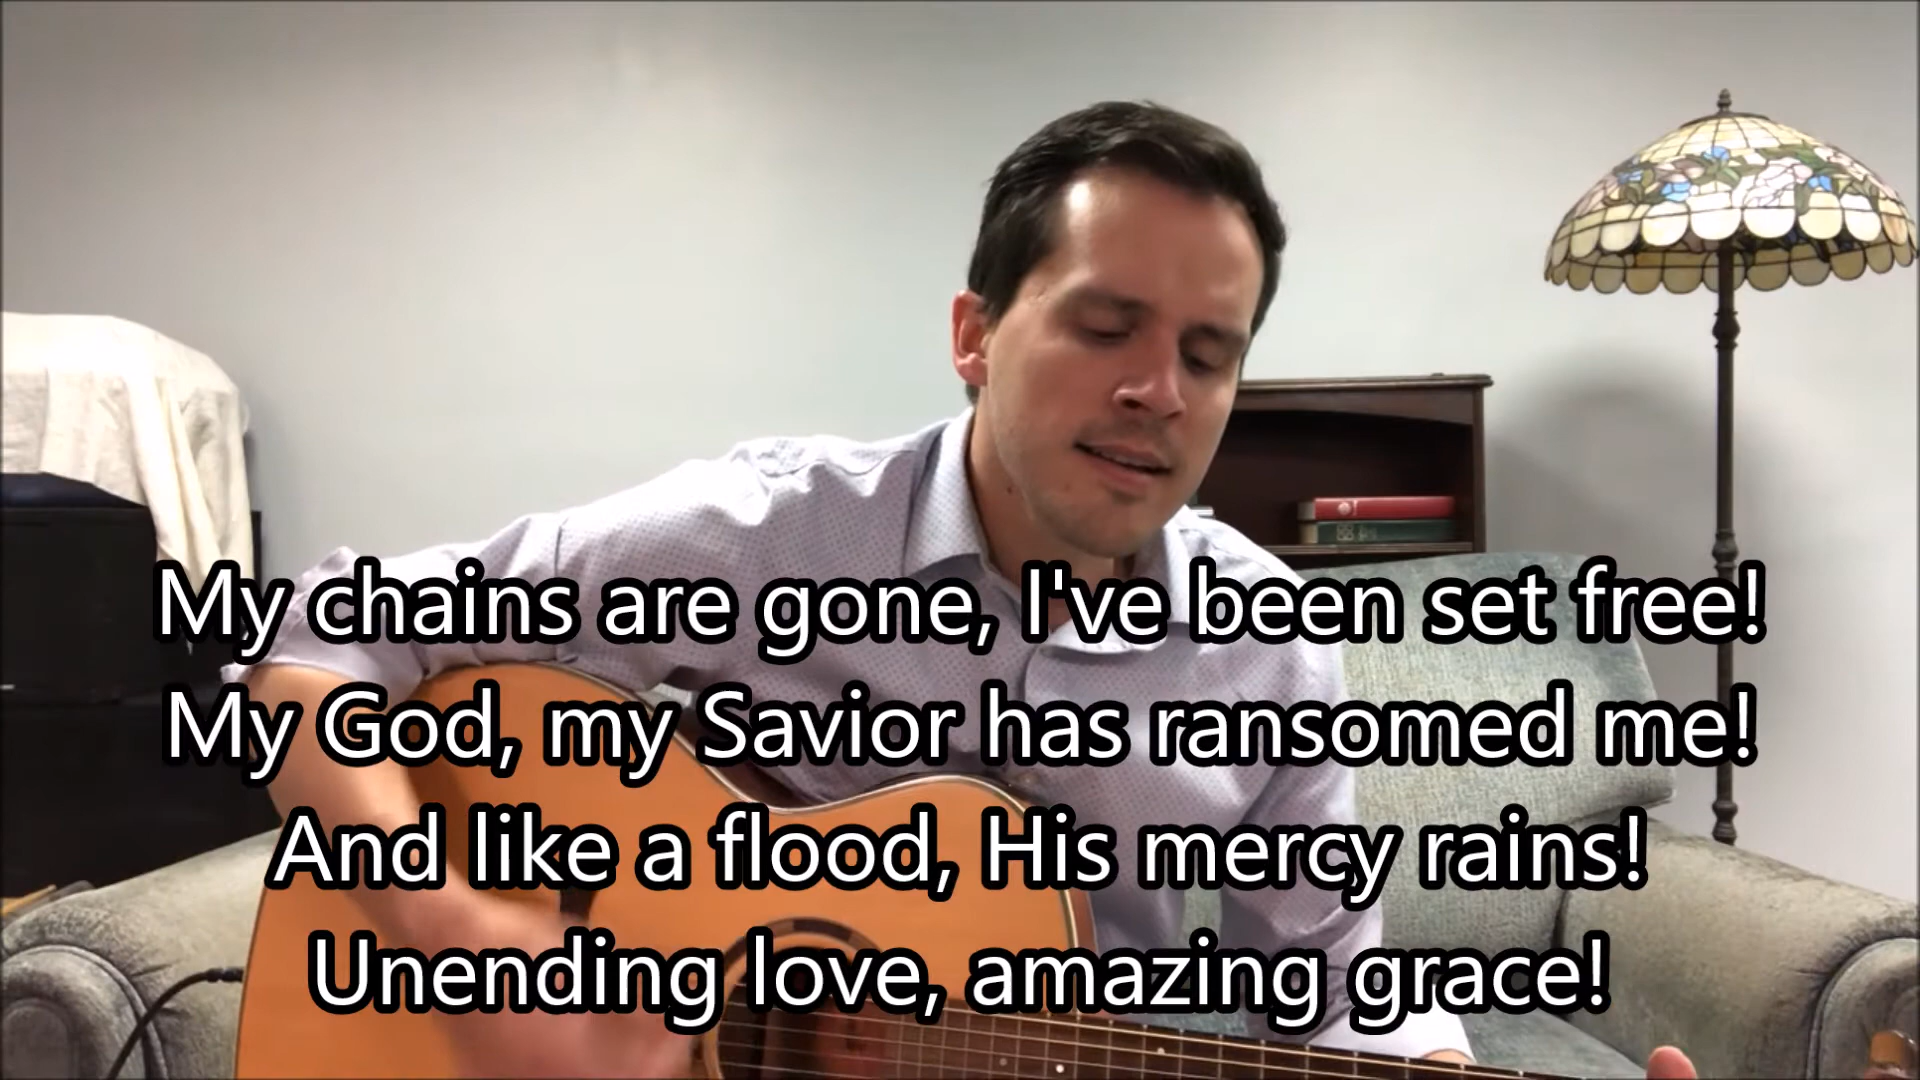 My chains are gone, I've been set free!
My God, my Savior has ransomed me!
And like a flood, His mercy rains!
Unending love, amazing grace!